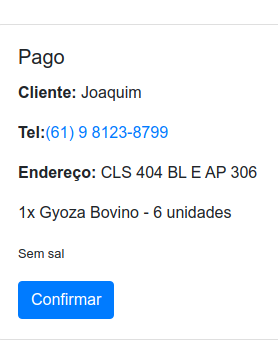 Pago
Cliente: Joaquim
Tel:(61) 9 8123-8799
Endereço: CLS 404 BL E AP 306
1x Gyoza Bovino - 6 unidades
Sem sal
Confirmar